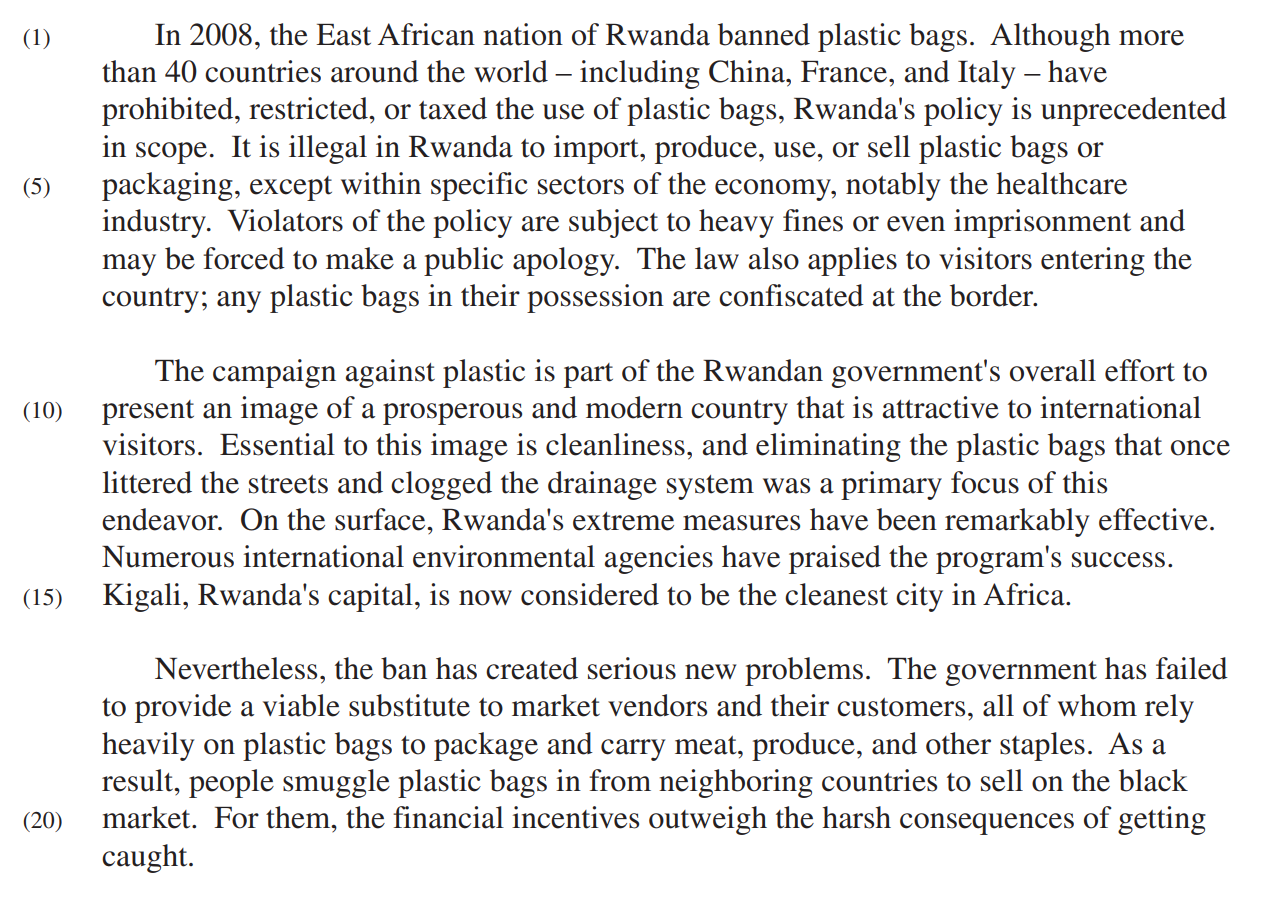 (1) In 2008, the East African nation of Rwanda banned plastic bags. Although more
than 40 countries around the world – including China, France, and Italy – have
prohibited, restricted, or taxed the use of plastic bags, Rwanda's policy is unprecedented
in scope. It is illegal in Rwanda to import, produce, use, or sell plastic bags or
(5) packaging, except within specific sectors of the economy, notably the healthcare
industry. Violators of the policy are subject to heavy fines or even imprisonment and
may be forced to make a public apology. The law also applies to visitors entering the
country; any plastic bags in their possession are confiscated at the border.
The campaign against plastic is part of the Rwandan government's overall effort to
(10) present an image of a prosperous and modern country that is attractive to international
visitors. Essential to this image is cleanliness, and eliminating the plastic bags that once
littered the streets and clogged the drainage system was a primary focus of this
endeavor. On the surface, Rwanda's extreme measures have been remarkably effective.
Numerous international environmental agencies have praised the program's success.
(15) Kigali, Rwanda's capital, is now considered to be the cleanest city in Africa.
Nevertheless, the ban has created serious new problems. The government has failed
to provide a viable substitute to market vendors and their customers, all of whom rely
heavily on plastic bags to package and carry meat, produce, and other staples. As a
result, people smuggle plastic bags in from neighboring countries to sell on the black
(20) market. For them, the financial incentives outweigh the harsh consequences of getting
caught.